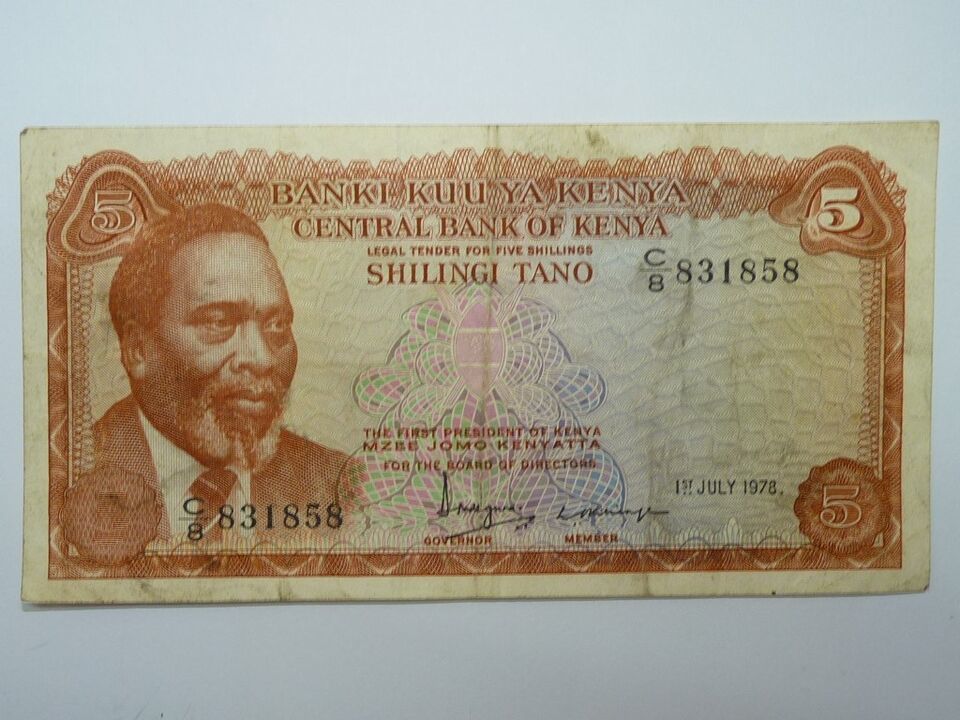 5
5
BANKI KUU YA KENYA
CENTRAL BANK OF KENYA
LEGAL TENDER FOR FIVE SHILLINGS
SHILINGI TANO
C/8 831858
THE FIRST PRESIDENT OF KENYA
MZEE JOMO KENYATTA
FOR THE BOARD OF DIRECTORS
1ST JULY 1978.
5
C/8 831858
GOVERNOR
MEMBER